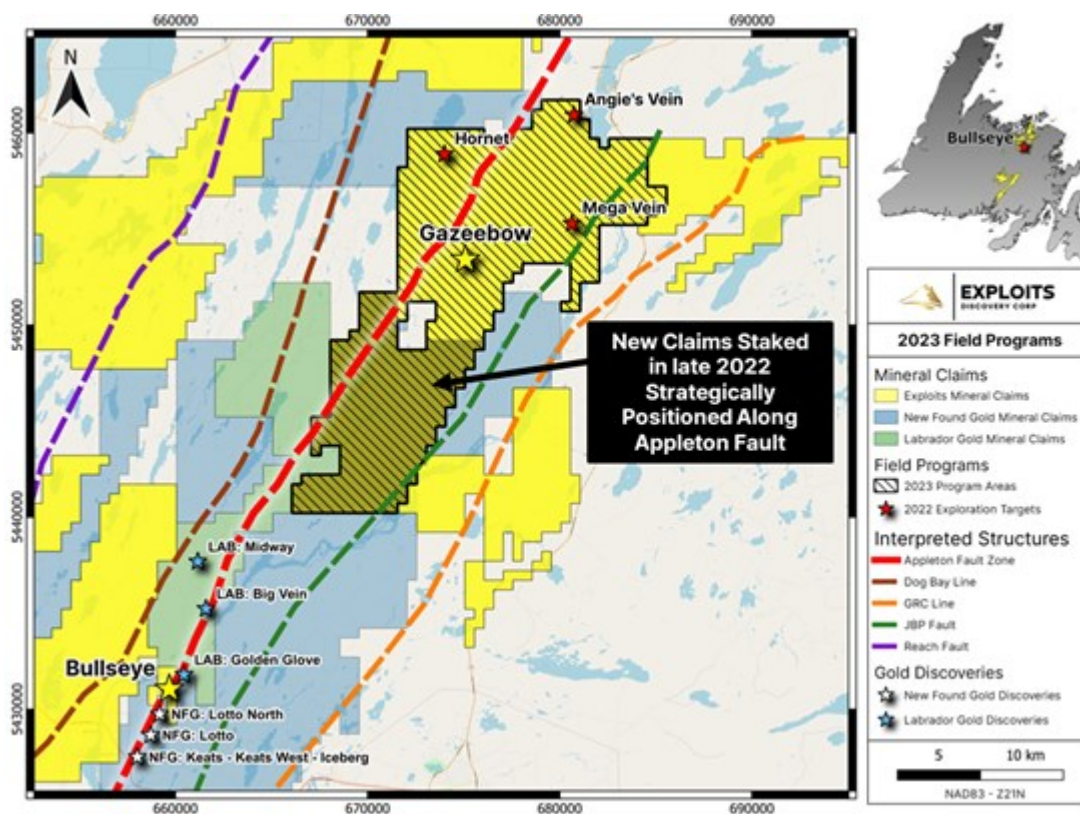 660000
670000
680000
690000
N
5460000
5450000
5440000
5430000
Angie's Vein
Hornet
Mega Vein
Gazeebow
New Claims Staked
in late 2022
Strategically
Positioned Along
Appleton Fault
LAB: Midway
LAB: Big Vein
LAB: Golden Glove
Bullseye
NFG: Lotto North
NFG: Lotto
NFG: Keats - Keats West - Iceberg
660000
670000
680000
690000
Bullseye
EXPLOITS
DISCOVERY CORP
2023 Field Programs
Mineral Claims
Exploits Mineral Claims
New Found Gold Mineral Claims
Labrador Gold Mineral Claims
Field Programs
2023 Program Areas
2022 Exploration Targets
Interpreted Structures
Appleton Fault Zone
Dog Bay Line
GRC Line
JBP Fault
Reach Fault
Gold Discoveries
New Found Gold Discoveries
Labrador Gold Discoveries
5 10 km
NAD83 - Z21N